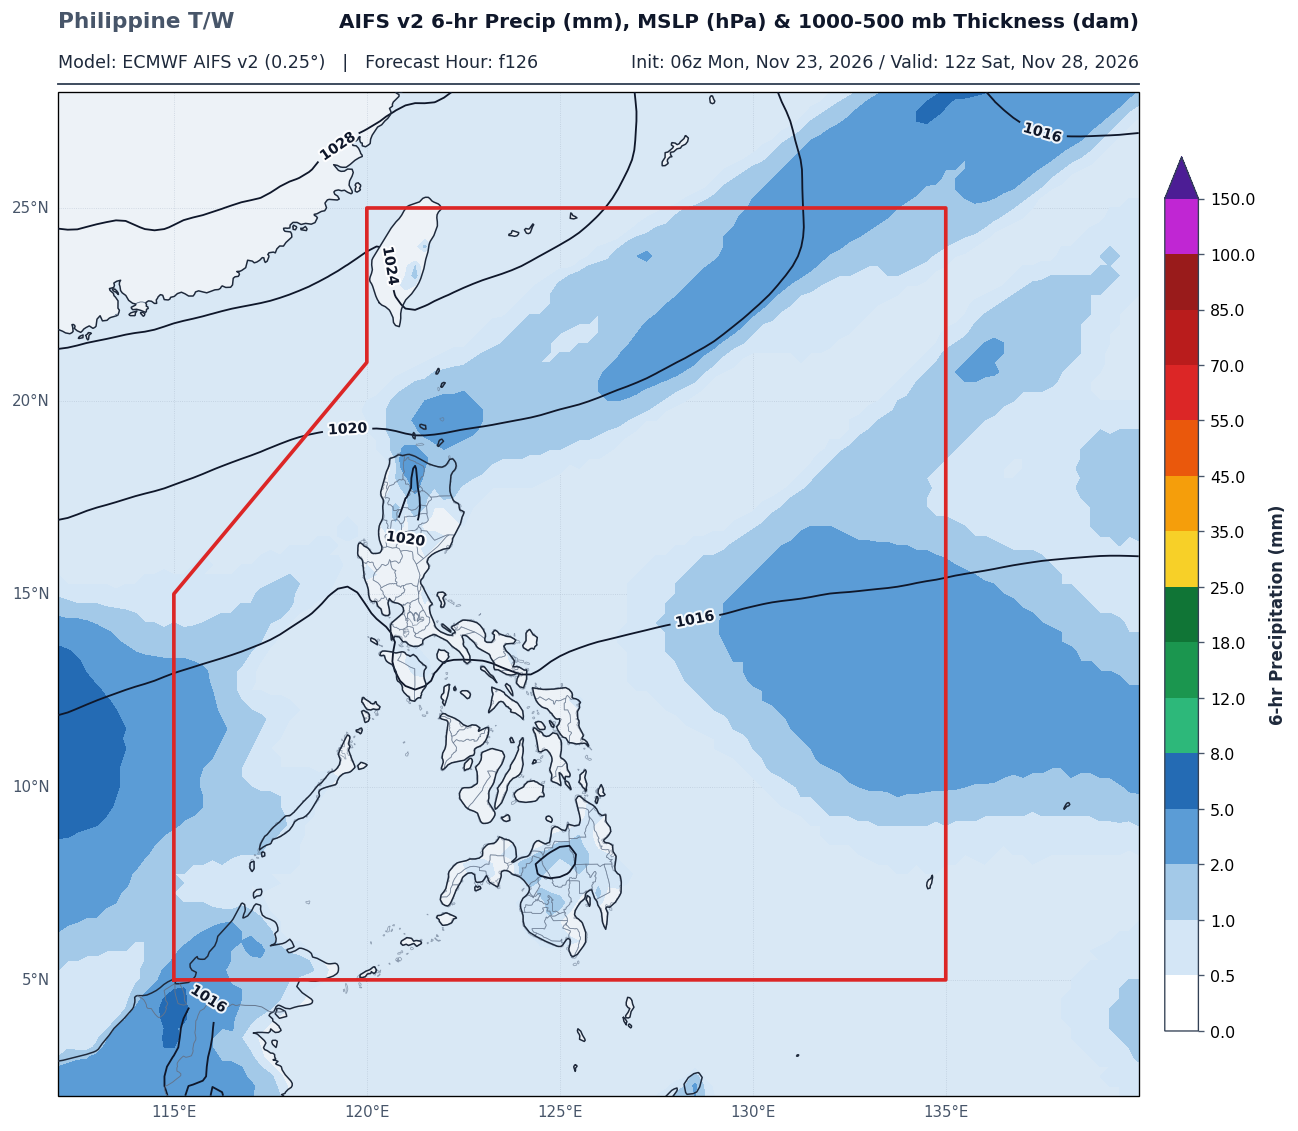 Philippine T/W
AIFS v2 6-hr Precip (mm), MSLP (hPa) & 1000-500 mb Thickness (dam)
Model: ECMWF AIFS v2 (0.25°) | Forecast Hour: f126
Init: 06z Mon, Nov 23, 2026 / Valid: 12z Sat, Nov 28, 2026
1028
1016
1024
1020
1020
1016
1016
25°N
20°N
15°N
10°N
5°N
115°E
120°E
125°E
130°E
135°E
150.0
100.0
85.0
70.0
55.0
45.0
35.0
25.0
18.0
12.0
8.0
5.0
2.0
1.0
0.5
0.0
6-hr Precipitation (mm)